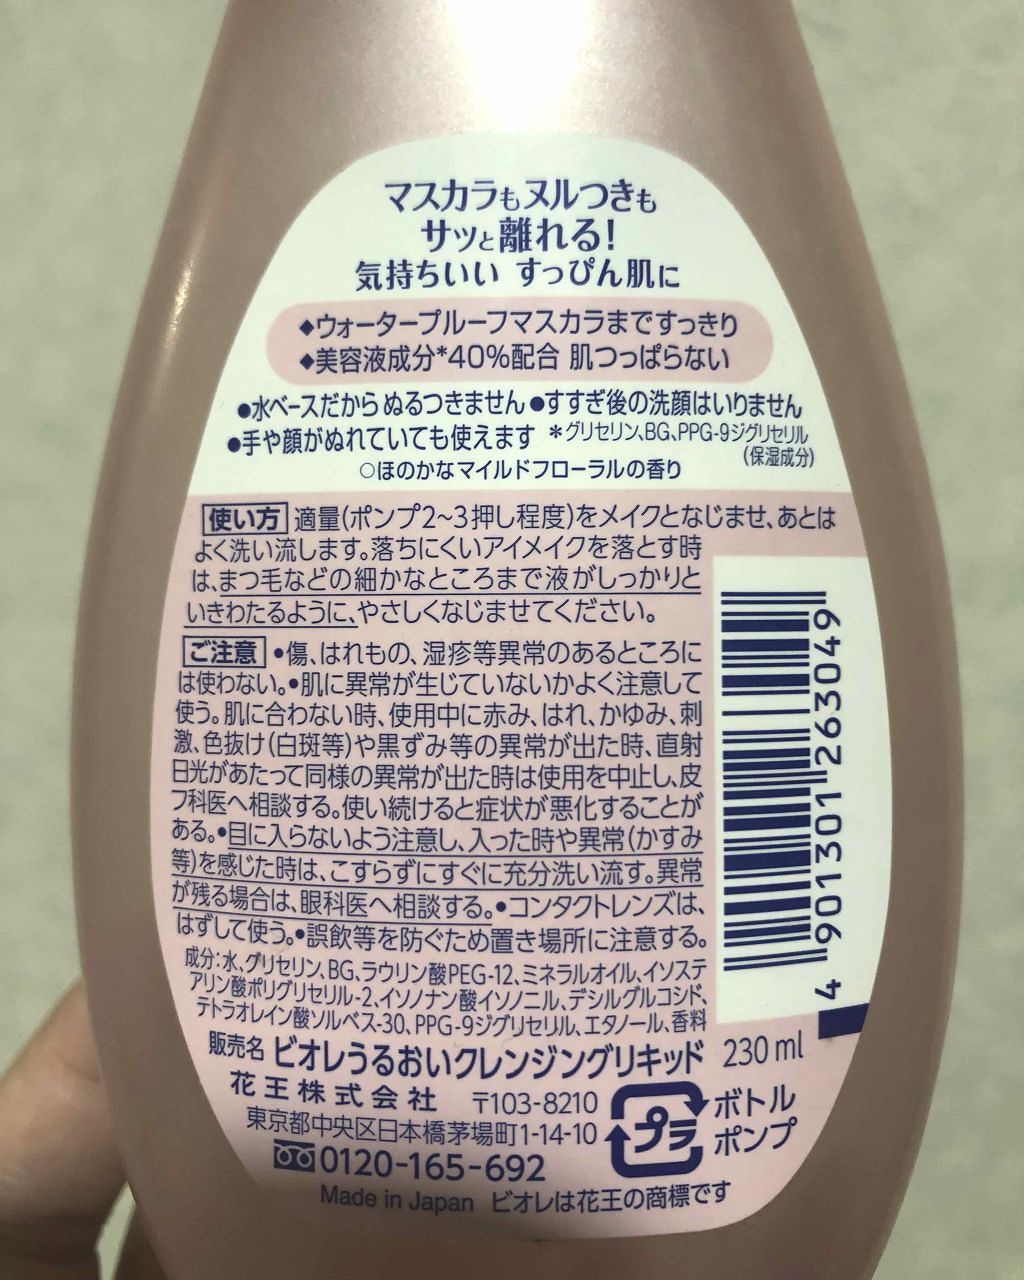 マスカラもヌルつきも
サッと離れる!
気持ちいい すっぴん肌に
◆ウォータープルーフマスカラまですっきり
◆美容液成分*40%配合 肌つっぱらない
●水ベースだからぬるつきません●すすぎ後の洗顔はいりません
●手や顔がぬれていても使えます *グリセリン、BG、PPG-9ジグリセリル
(保湿成分)
○ほのかなマイルドフローラルの香り
使い方 適量(ポンプ2~3押し程度)をメイクとなじませ、あとは
よく洗い流します。落ちにくいアイメイクを落とす時
は、まつ毛などの細かなところまで液がしっかりと
いきわたるように、やさしくなじませてください。
ご注意 •傷、はれもの、湿疹等異常のあるところに
は使わない。•肌に異常が生じていないかよく注意して
使う。肌に合わない時、使用中に赤み、はれ、かゆみ、刺
激、色抜け(白斑等)や黒ずみ等の異常が出た時、直射
日光があたって同様の異常が出た時は使用を中止し、皮
フ科医へ相談する。使い続けると症状が悪化することが
ある。•目に入らないよう注意し、入った時や異常(かすみ
等)を感じた時は、こすらずにすぐに充分洗い流す。異常
が残る場合は、眼科医へ相談する。•コンタクトレンズは、
はずして使う。•誤飲等を防ぐため置き場所に注意する。
成分:水、グリセリン、BG、ラウリン酸PEG-12、ミネラルオイル、イソステ
アリン酸ポリグリセリル-2、イソノナン酸イソノニル、デシルグルコシド、
テトラオレイン酸ソルベス-30、PPG-9ジグリセリル、エタノール、香料
4 901301 263049
販売名 ビオレうるおいクレンジングリキッド 230 ml
花王株式会社 〒103-8210
東京都中央区日本橋茅場町1-14-10
0120-165-692
プラ
ボトル
ポンプ
Made in Japan ビオレは花王の商標です